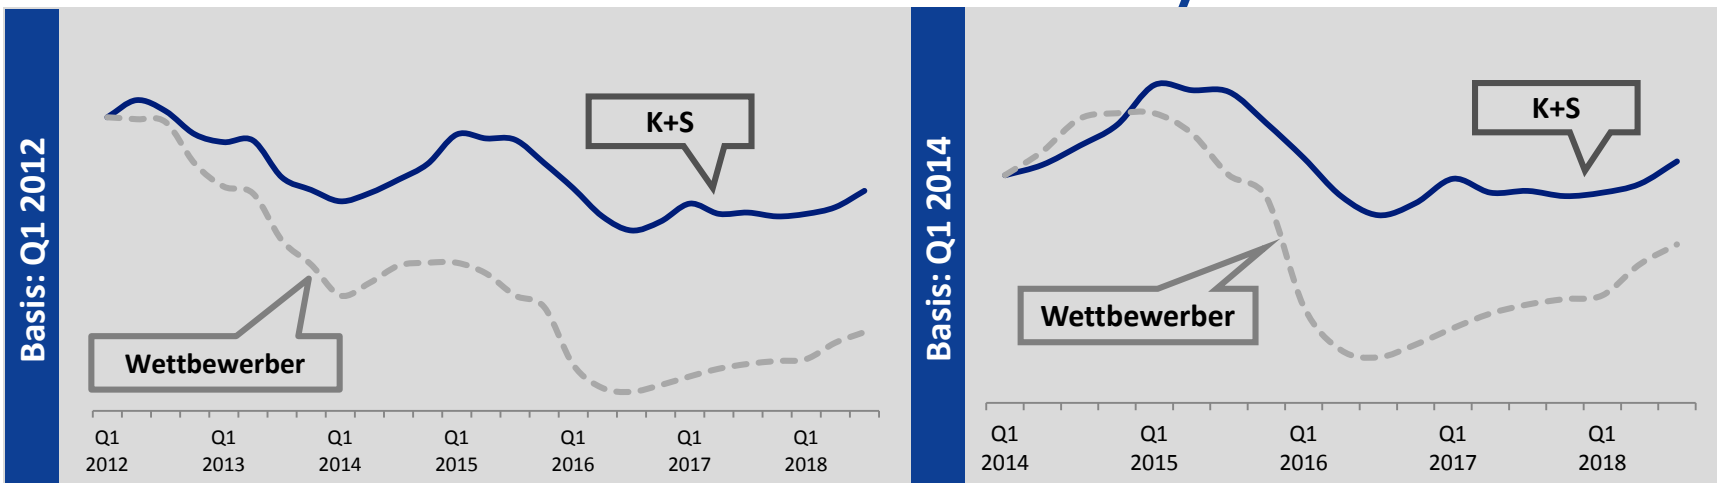 Basis: Q1 2012
K+S
Wettbewerber
Q1 Q1 Q1 Q1 Q1 Q1 Q1
2012 2013 2014 2015 2016 2017 2018
Basis: Q1 2014
K+S
Wettbewerber
Q1 Q1 Q1 Q1 Q1
2014 2015 2016 2017 2018